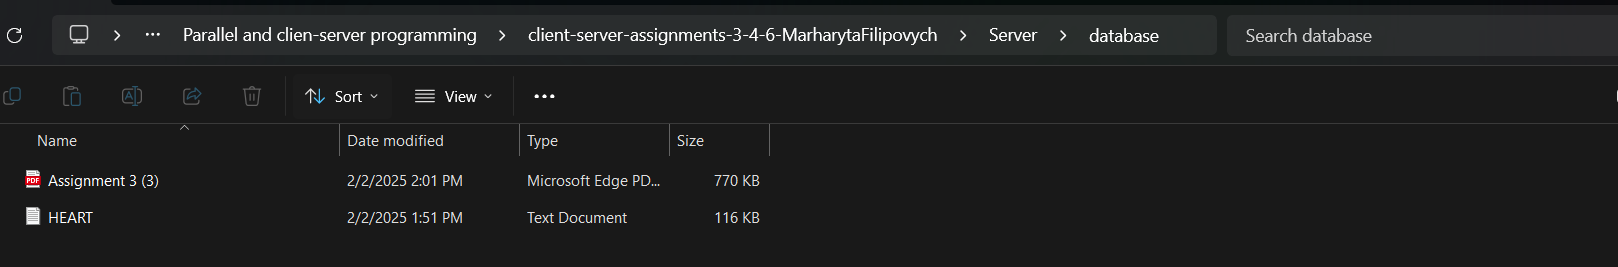 Parallel and clien-server programming client-server-assignments-3-4-6-MarharytaFilipovych Server database Search database
Sort View
Name Date modified Type Size
PDF Assignment 3 (3) 2/2/2025 2:01 PM Microsoft Edge PD... 770 KB
HEART 2/2/2025 1:51 PM Text Document 116 KB